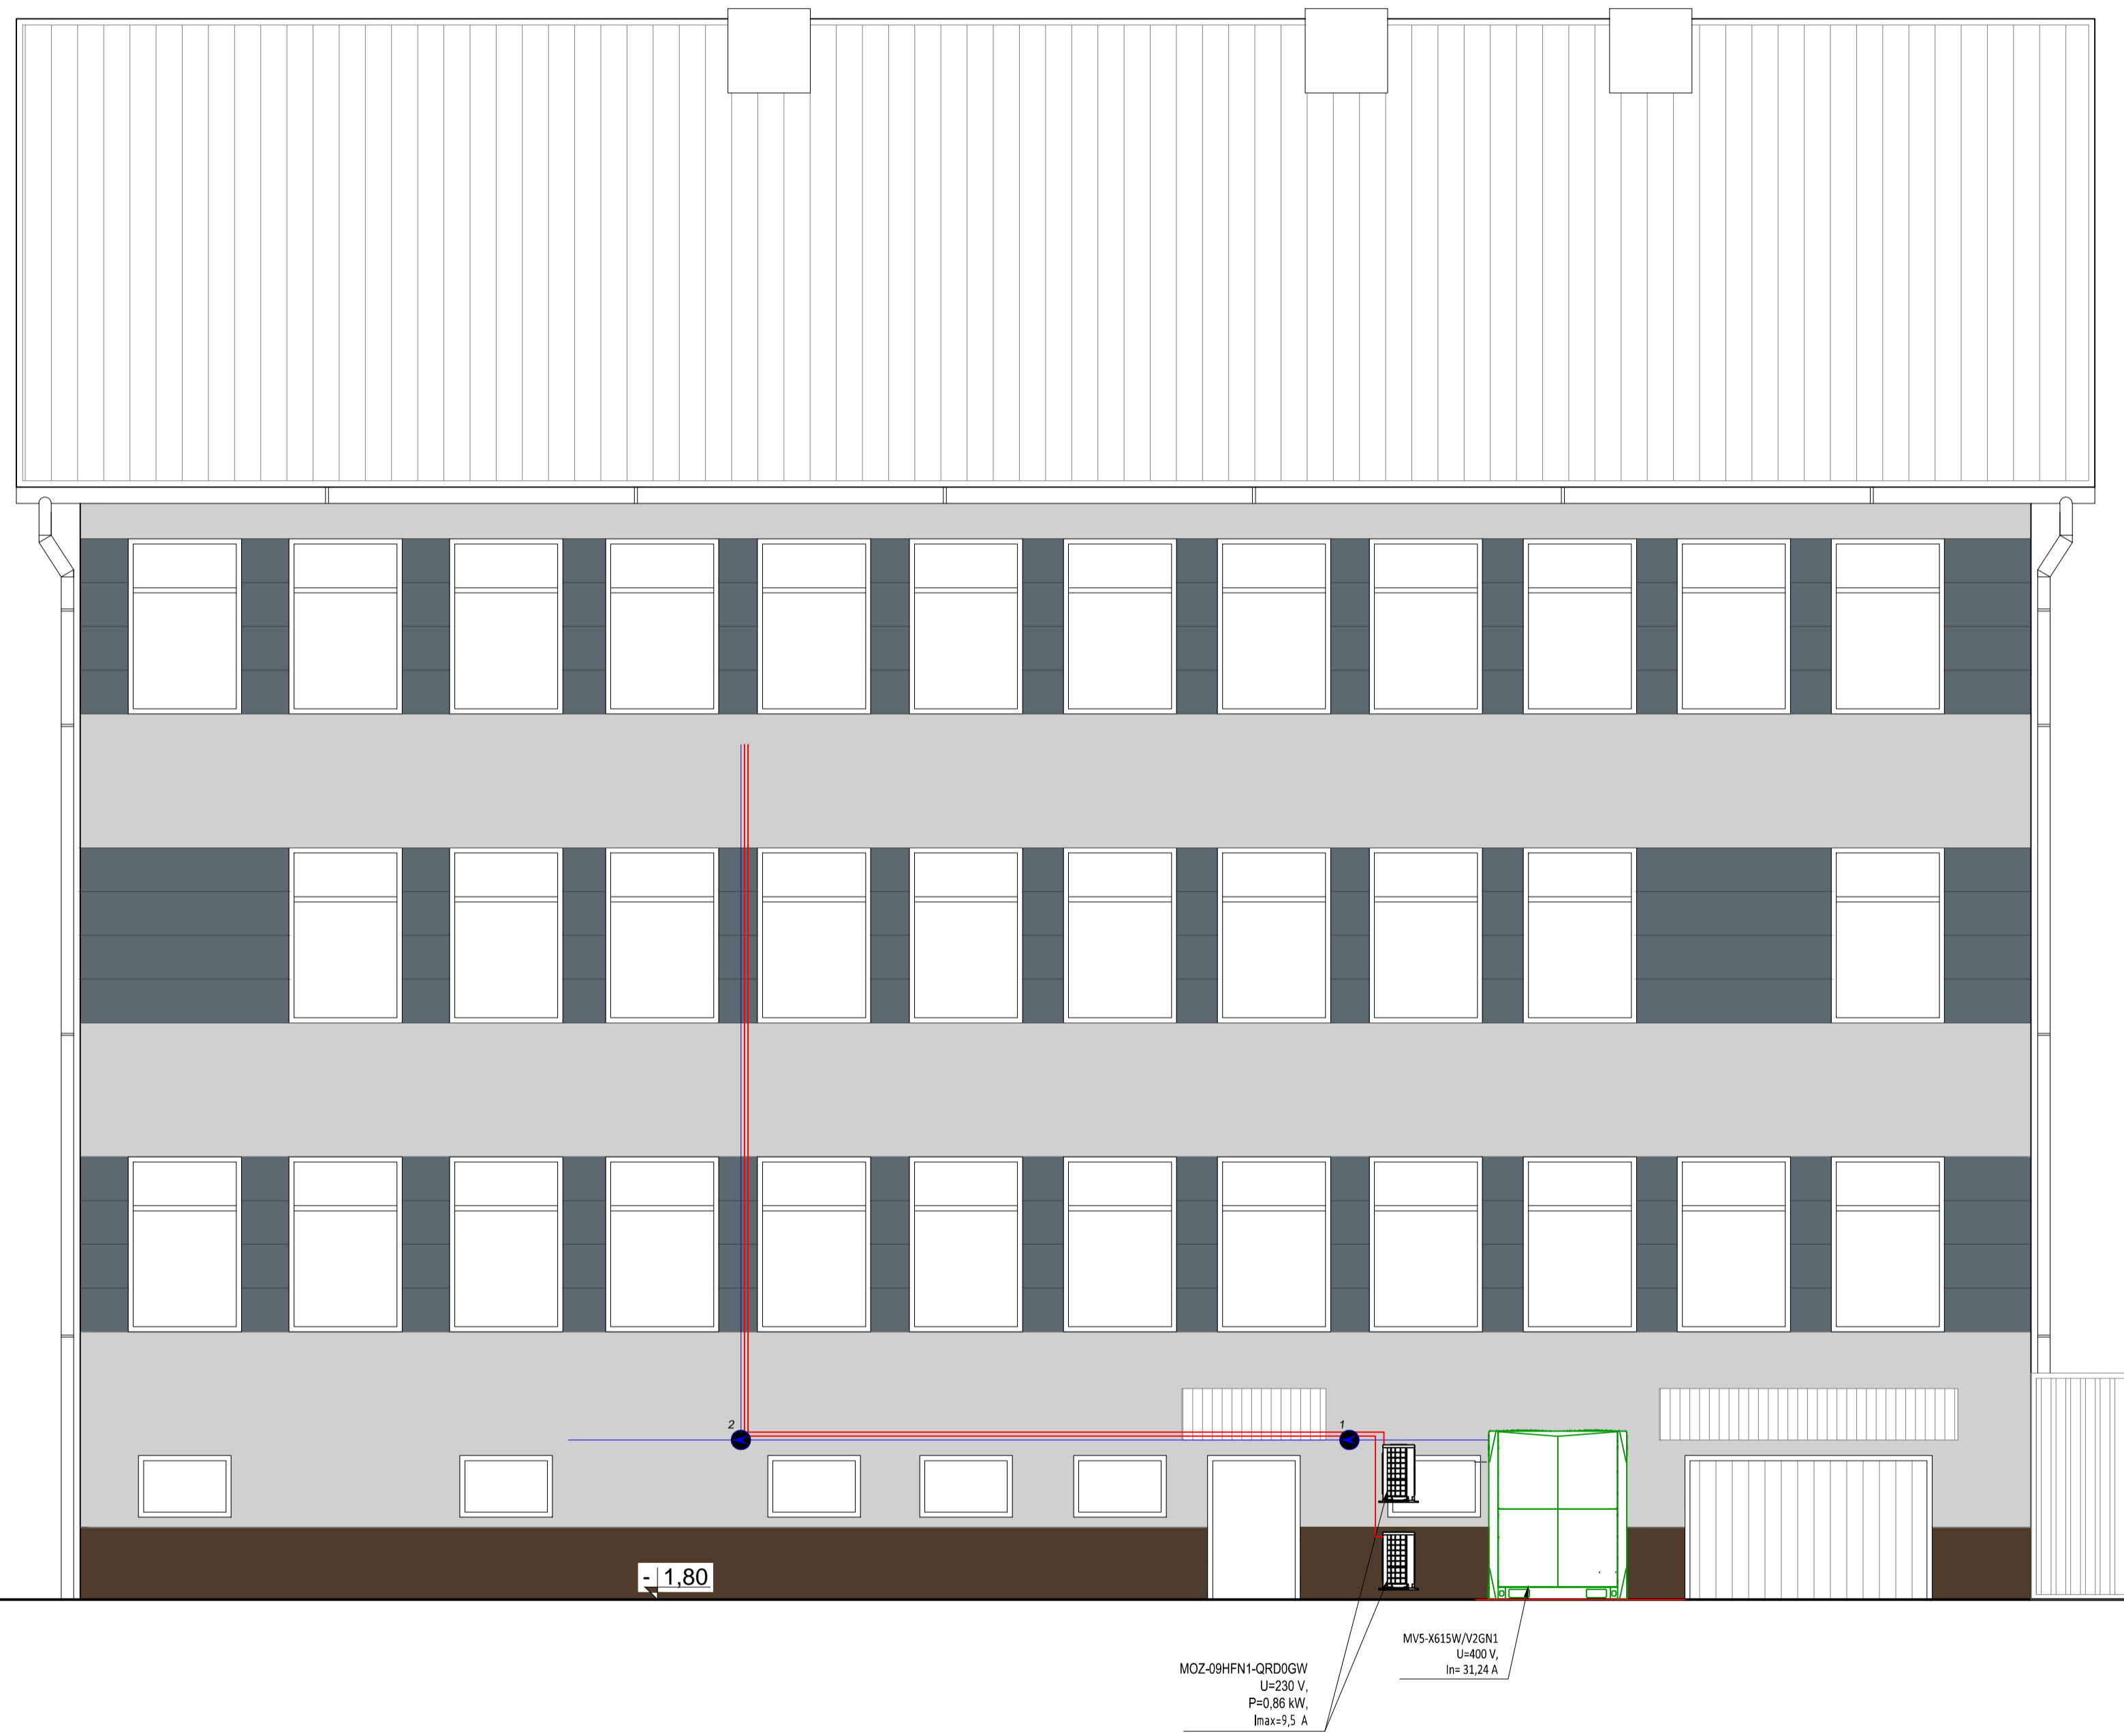 2
1
- 1,80
MV5-X615W/V2GN1
U=400 V,
In= 31,24 A
MOZ-09HFN1-QRD0GW
U=230 V,
P=0,86 kW,
Imax=9,5 A